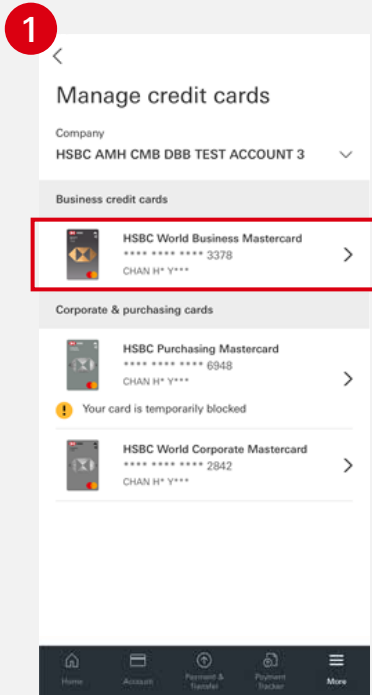 1
Manage credit cards
Company
HSBC AMH CMB DBB TEST ACCOUNT 3
Business credit cards
HSBC World Business Mastercard
**** **** **** 3378
CHAN H* Y***
Corporate & purchasing cards
HSBC Purchasing Mastercard
**** **** **** 6948
CHAN H* Y***
! Your card is temporarily blocked
HSBC World Corporate Mastercard
**** **** **** 2842
CHAN H* Y***
Home Account Payment & Transfer Payment Tracker More